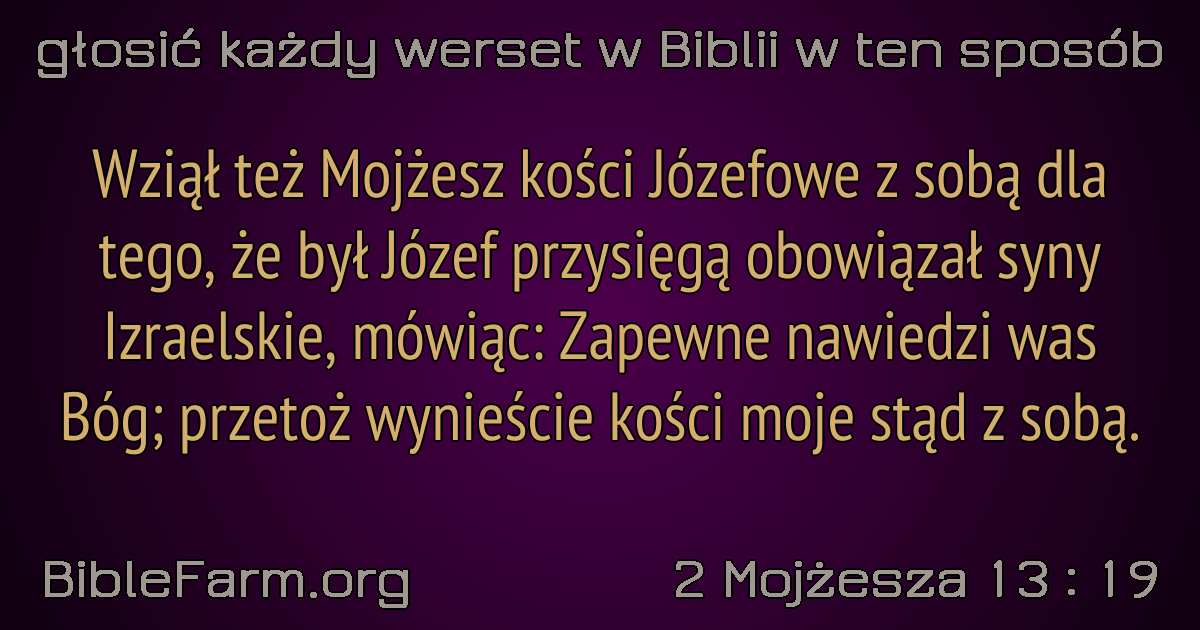 głosić każdy werset w Biblii w ten sposób
Wziął też Mojżesz kości Józefowe z sobą dla
tego, że był Józef przysięgą obowiązał syny
Izraelskie, mówiąc: Zapewne nawiedzi was
Bóg; przetoż wynieście kości moje stąd z sobą.
BibleFarm.org
2 Mojżesza 13 : 19